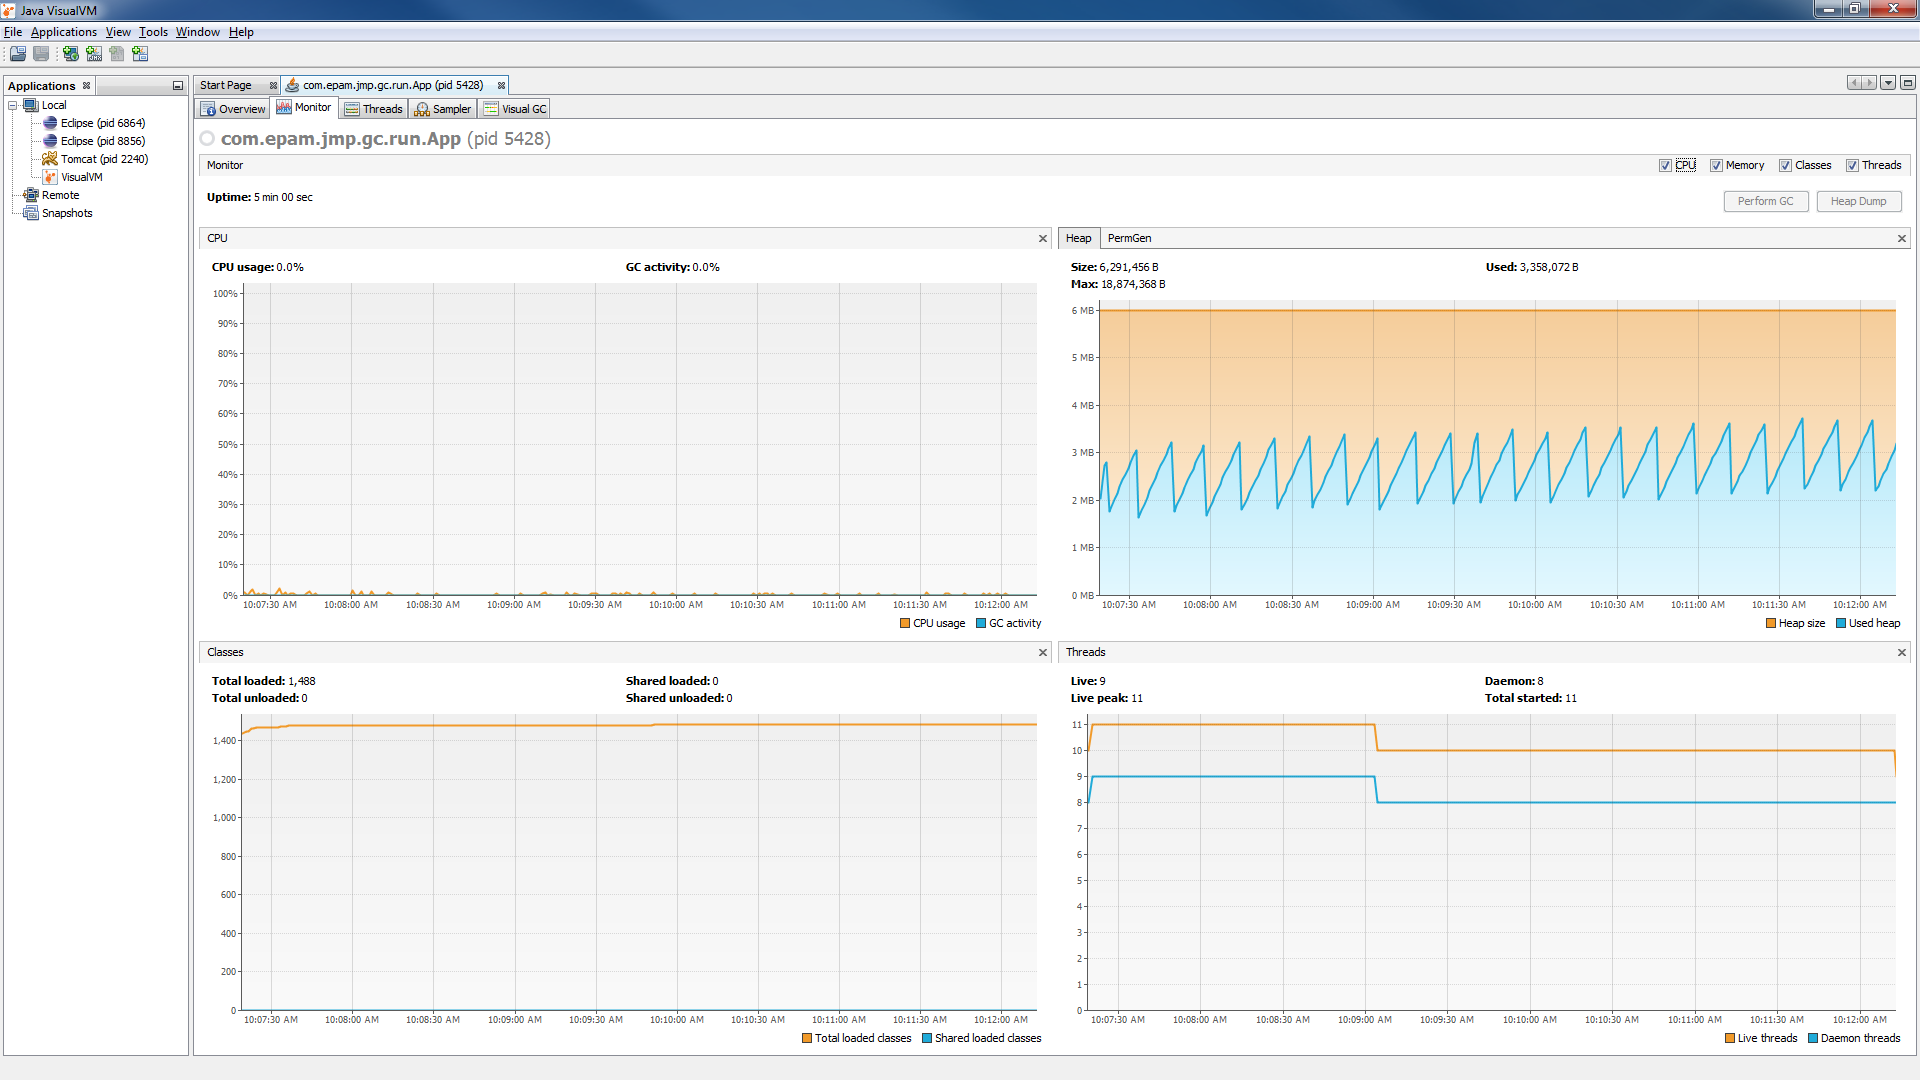 Java VisualVM
File Applications View Tools Window Help
Applications
Local
Eclipse (pid 6864)
Eclipse (pid 8856)
Tomcat (pid 2240)
VisualVM
Remote
Snapshots
Start Page com.epam.jmp.gc.run.App (pid 5428)
Overview Monitor Threads Sampler Visual GC
com.epam.jmp.gc.run.App (pid 5428)
Monitor CPU Memory Classes Threads
Uptime: 5 min 00 sec
Perform GC Heap Dump
CPU
CPU usage: 0.0% GC activity: 0.0%
100%
90%
80%
70%
60%
50%
40%
30%
20%
10%
0%
10:07:30 AM 10:08:00 AM 10:08:30 AM 10:09:00 AM 10:09:30 AM 10:10:00 AM 10:10:30 AM 10:11:00 AM 10:11:30 AM 10:12:00 AM
CPU usage GC activity
Heap PermGen
Size: 6,291,456 B Used: 3,358,072 B
Max: 18,874,368 B
6 MB
5 MB
4 MB
3 MB
2 MB
1 MB
0 MB
10:07:30 AM 10:08:00 AM 10:08:30 AM 10:09:00 AM 10:09:30 AM 10:10:00 AM 10:10:30 AM 10:11:00 AM 10:11:30 AM 10:12:00 AM
Heap size Used heap
Classes
Total loaded: 1,488 Shared loaded: 0
Total unloaded: 0 Shared unloaded: 0
1,400
1,200
1,000
800
600
400
200
0
10:07:30 AM 10:08:00 AM 10:08:30 AM 10:09:00 AM 10:09:30 AM 10:10:00 AM 10:10:30 AM 10:11:00 AM 10:11:30 AM 10:12:00 AM
Total loaded classes Shared loaded classes
Threads
Live: 9 Daemon: 8
Live peak: 11 Total started: 11
11
10
9
8
7
6
5
4
3
2
1
0
10:07:30 AM 10:08:00 AM 10:08:30 AM 10:09:00 AM 10:09:30 AM 10:10:00 AM 10:10:30 AM 10:11:00 AM 10:11:30 AM 10:12:00 AM
Live threads Daemon threads